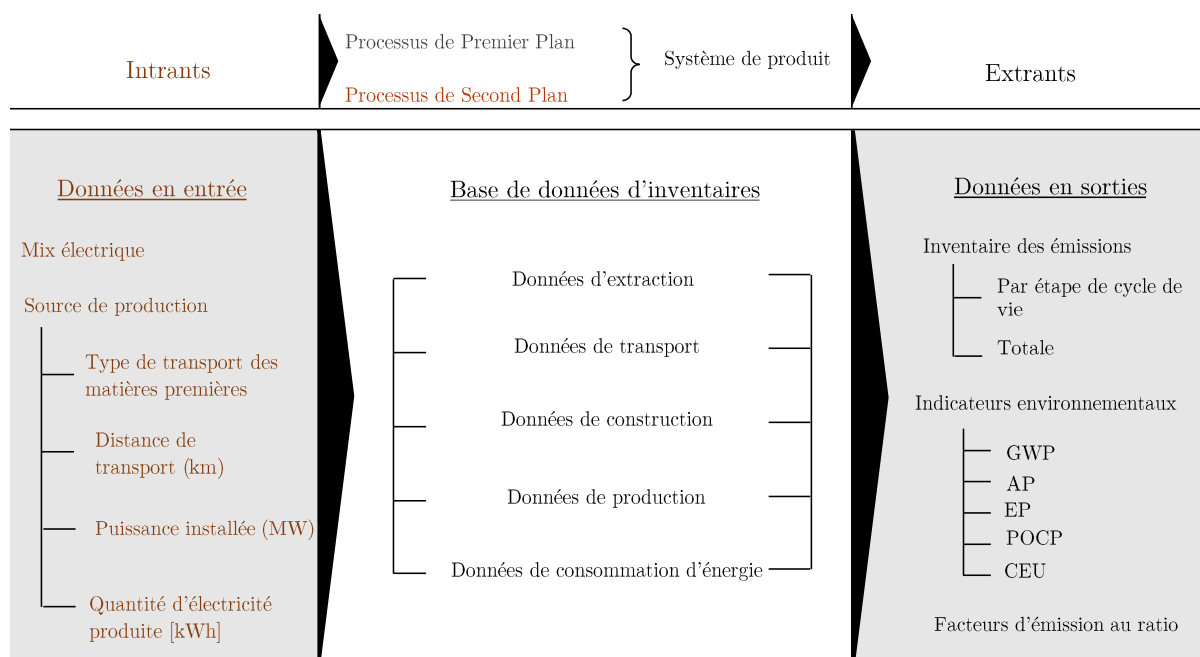 Intrants
Processus de Premier Plan
Processus de Second Plan
Système de produit
Extrants
Données en entrée
Mix électrique
Source de production
Type de transport des
matières premières
Distance de
transport (km)
Puissance installée (MW)
Quantité d'électricité
produite [kWh]
Base de données d'inventaires
Données d'extraction
Données de transport
Données de construction
Données de production
Données de consommation d'énergie
Données en sorties
Inventaire des émissions
Par étape de cycle de
vie
Totale
Indicateurs environnementaux
GWP
AP
EP
POCP
CEU
Facteurs d'émission au ratio